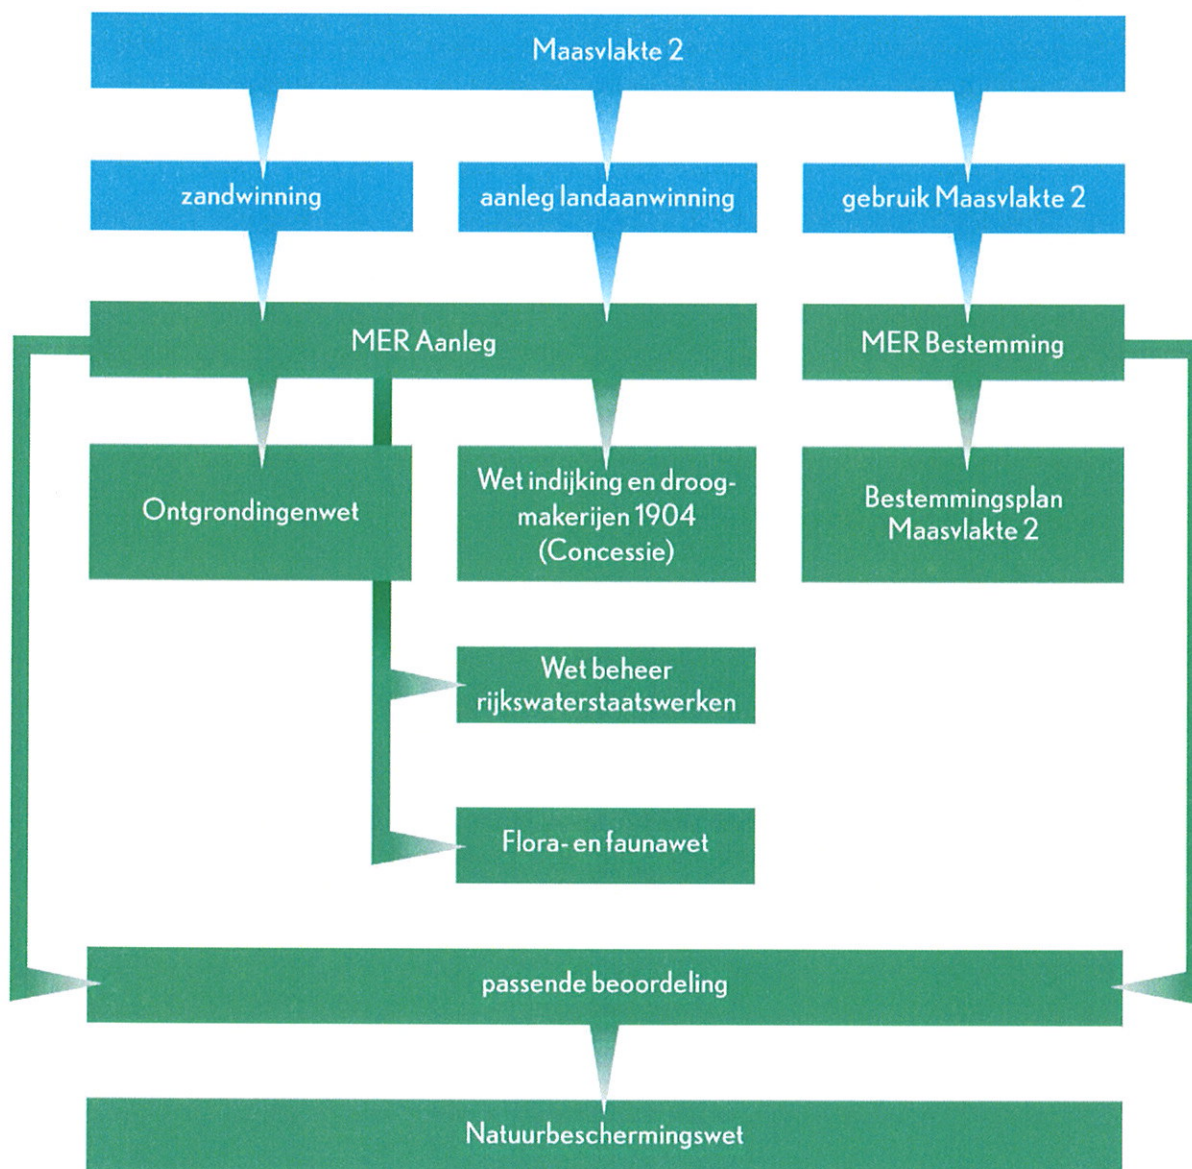 Maasvlakte 2
zandwinning
aanleg landaanwinning
gebruik Maasvlakte 2
MER Aanleg
MER Bestemming
Ontgrondingenwet
Wet indijking en droog-
makerijen 1904
(Concessie)
Bestemmingsplan
Maasvlakte 2
Wet beheer
rijkswaterstaatswerken
Flora- en faunawet
passende beoordeling
Natuurbeschermingswet